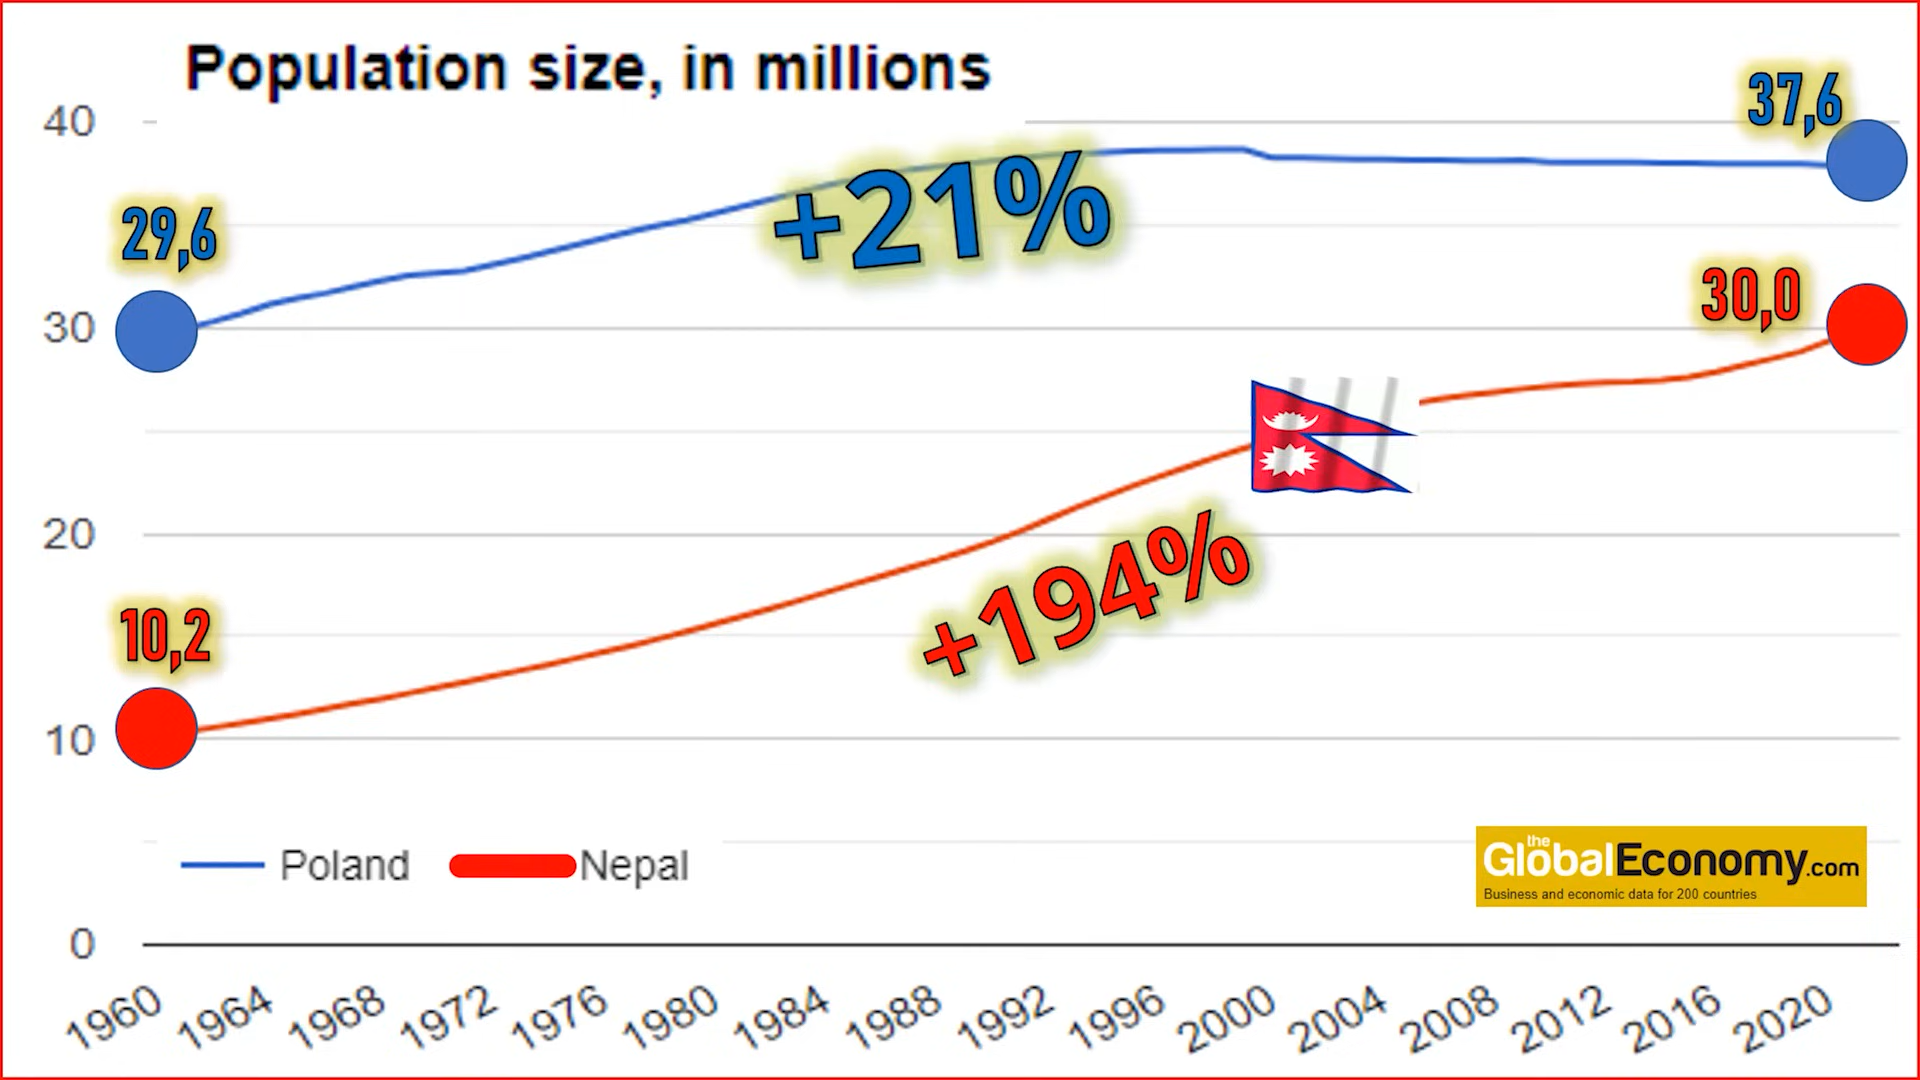 Population size, in millions
40
37,6
29,6
+21%
30
30,0
20
+194%
10,2
10
Poland
Nepal
the
GlobalEconomy.com
Business and economic data for 200 countries
0
1960 1964 1968 1972 1976 1980 1984 1988 1992 1996 2000 2004 2008 2012 2016 2020